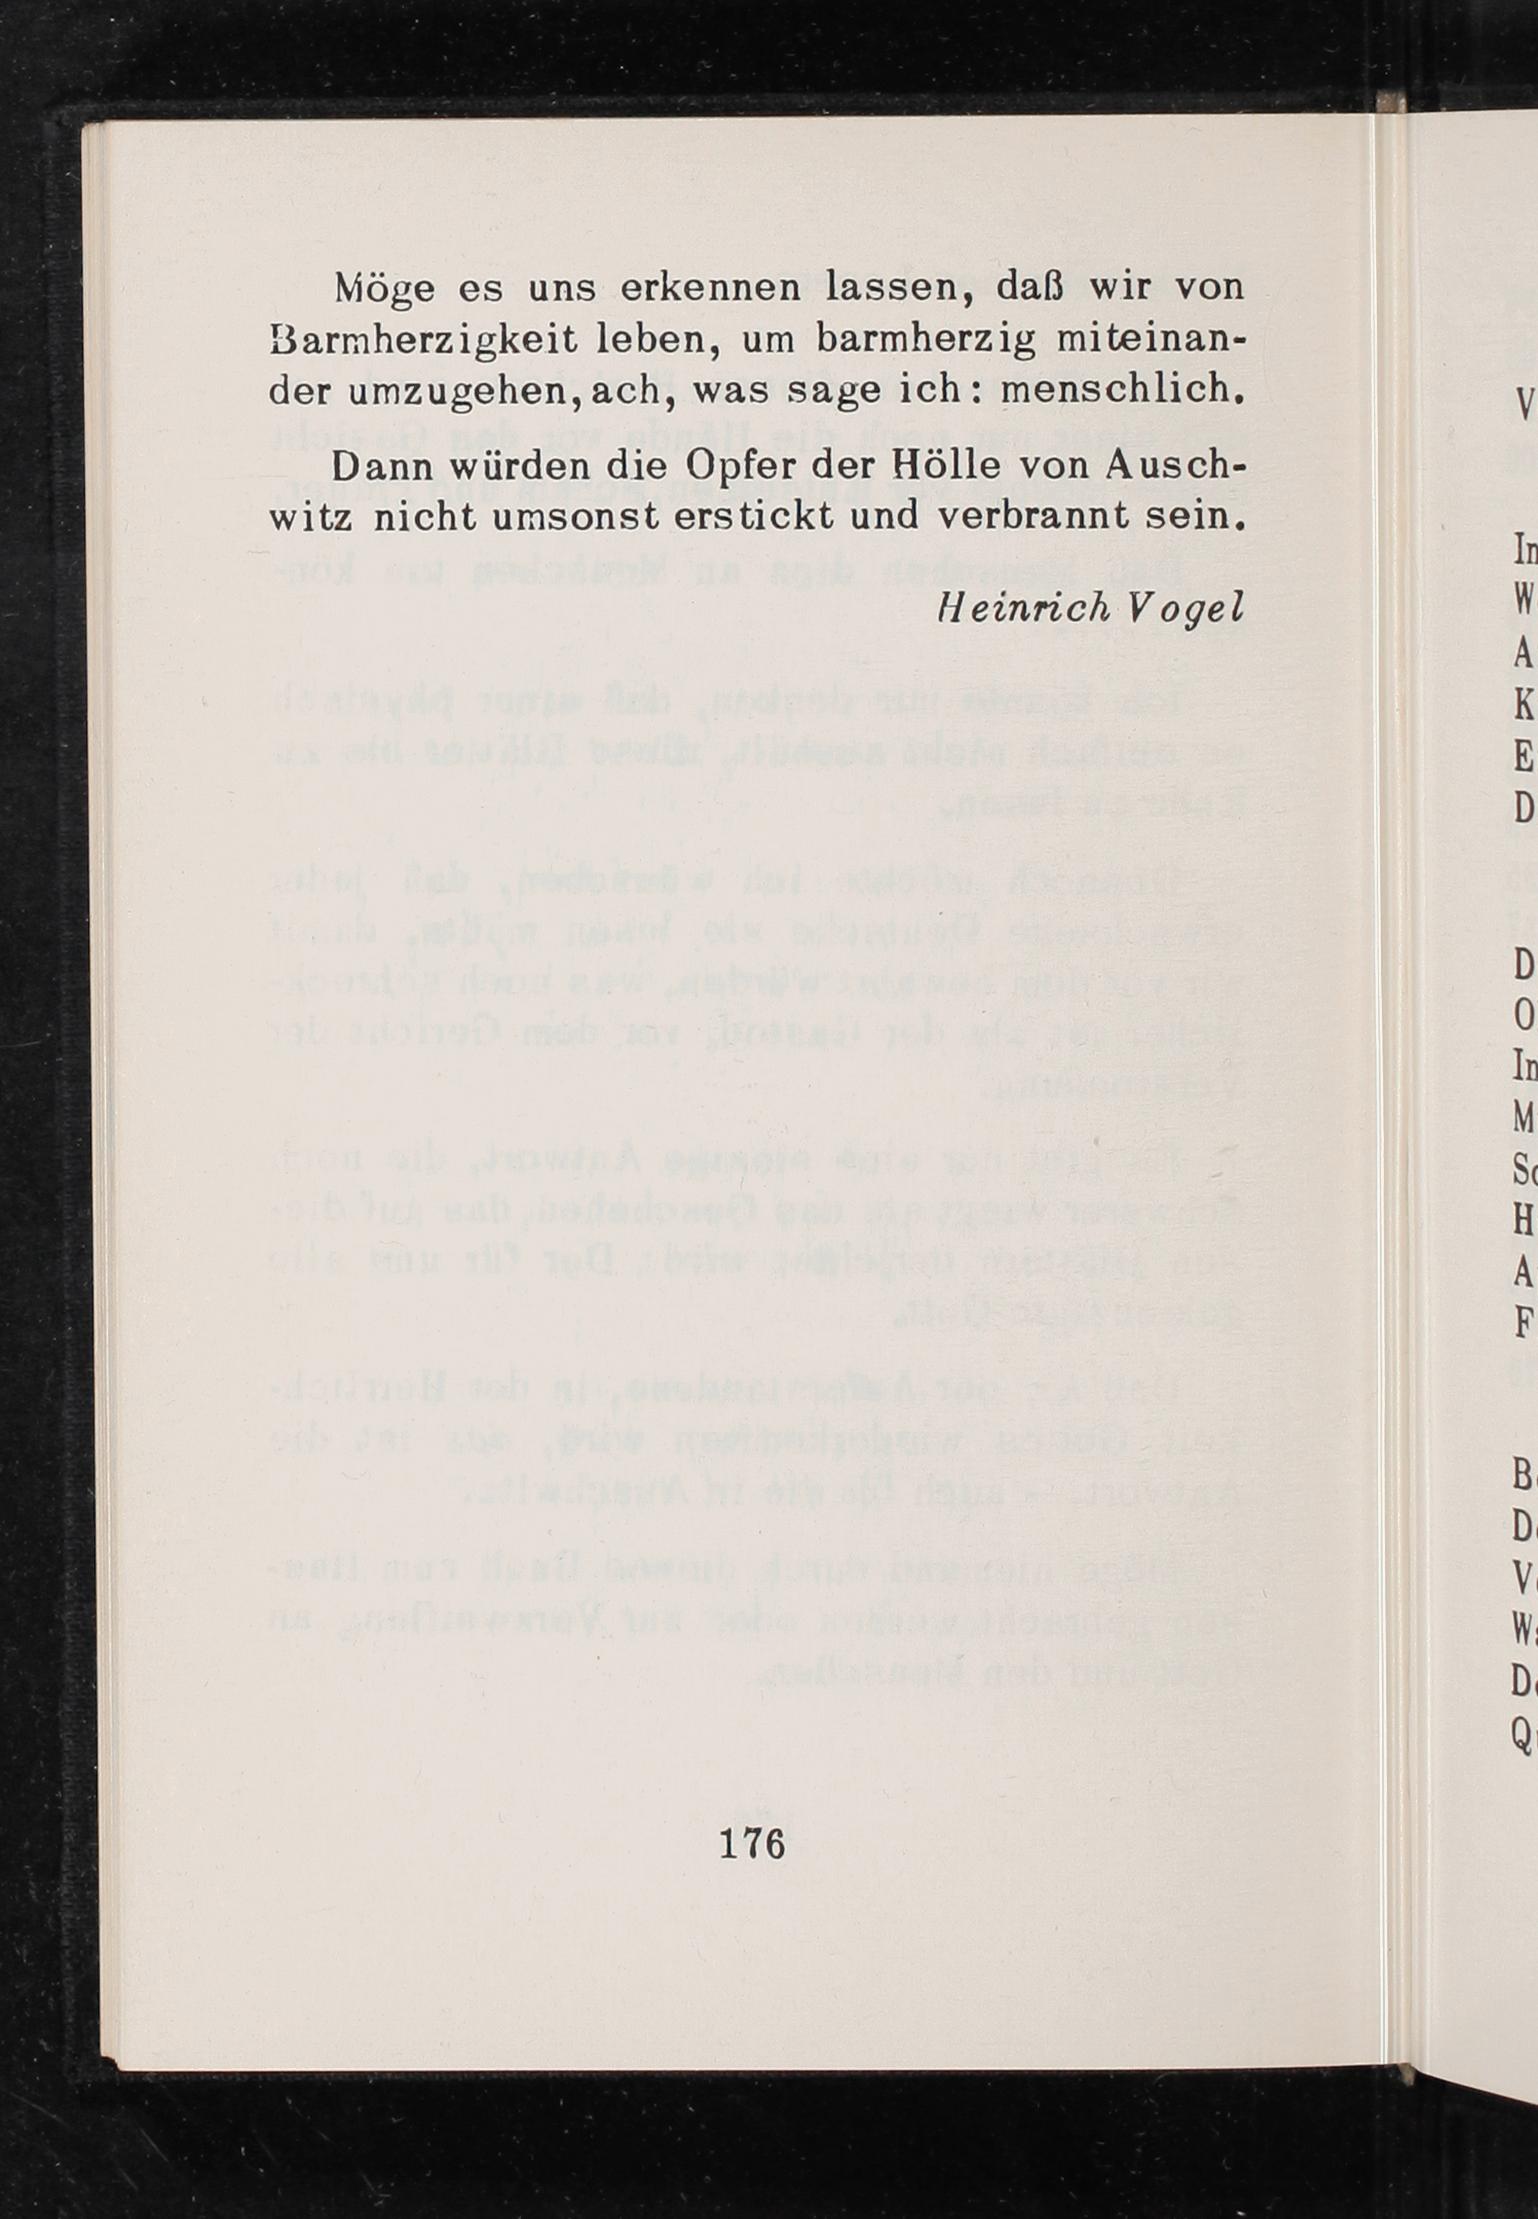 Möge es uns erkennen lassen, daß wir von
Barmherzigkeit leben, um barmherzig miteinan-
der umzugehen, ach, was sage ich: menschlich.
Dann würden die Opfer der Hölle von Ausch-
witz nicht umsonst erstickt und verbrannt sein.
Heinrich Vogel
176